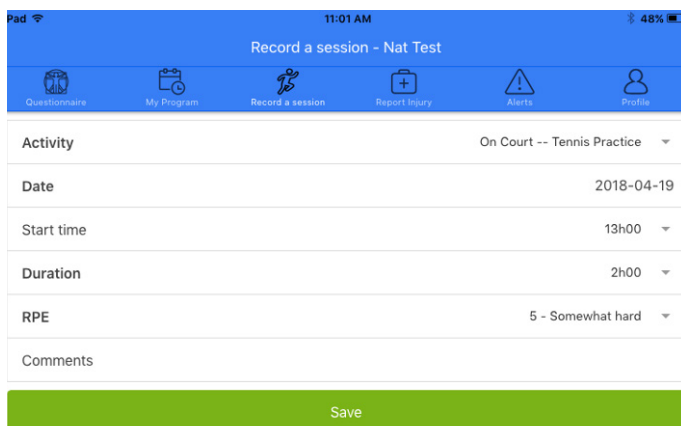 Pad 11:01 AM 48%
Record a session - Nat Test
Questionnaire My Program Record a session Report Injury Alerts Profile
Activity On Court -- Tennis Practice
Date 2018-04-19
Start time 13h00
Duration 2h00
RPE 5 - Somewhat hard
Comments
Save